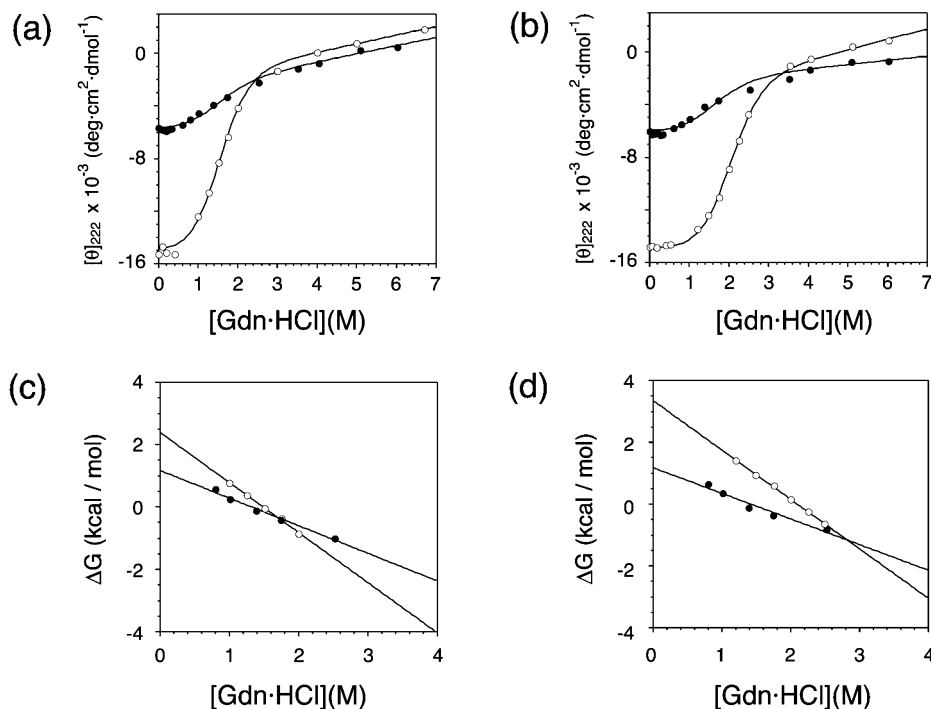 (a)
0
-8
-16
[θ]₂₂₂ x 10⁻³ (deg·cm²·dmol⁻¹)
0 1 2 3 4 5 6 7
[Gdn·HCl](M)
(b)
0
-8
-16
[θ]₂₂₂ x 10⁻³ (deg·cm²·dmol⁻¹)
0 1 2 3 4 5 6 7
[Gdn·HCl](M)
(c)
4
2
0
-2
-4
ΔG (kcal / mol)
0 1 2 3 4
[Gdn·HCl](M)
(d)
4
2
0
-2
-4
ΔG (kcal / mol)
0 1 2 3 4
[Gdn·HCl](M)